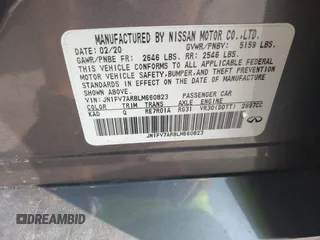 MANUFACTURED BY NISSAN MOTOR CO.,LTD.
DATE: 02/20 GVWR/PNBV: 5159 LBS.
GAWR/PNBE FR: 2646 LBS. RR: 2546 LBS.
THIS VEHICLE CONFORMS TO ALL APPLICABLE FEDERAL
MOTOR VEHICLE SAFETY, BUMPER, AND THEFT PREVENTION
STANDARDS IN EFFECT ON THE DATE OF
MANUFACTURE SHOWN ABOVE.
VIN: JN1FV7AR8LM660823 PASSENGER CAR
COLOR TRIM TRANS AXLE ENGINE
KAD Q RE7R01A RG31 VR30(DDTT) 2997CC
JN1FV7AR8LM660823
DREAMBID